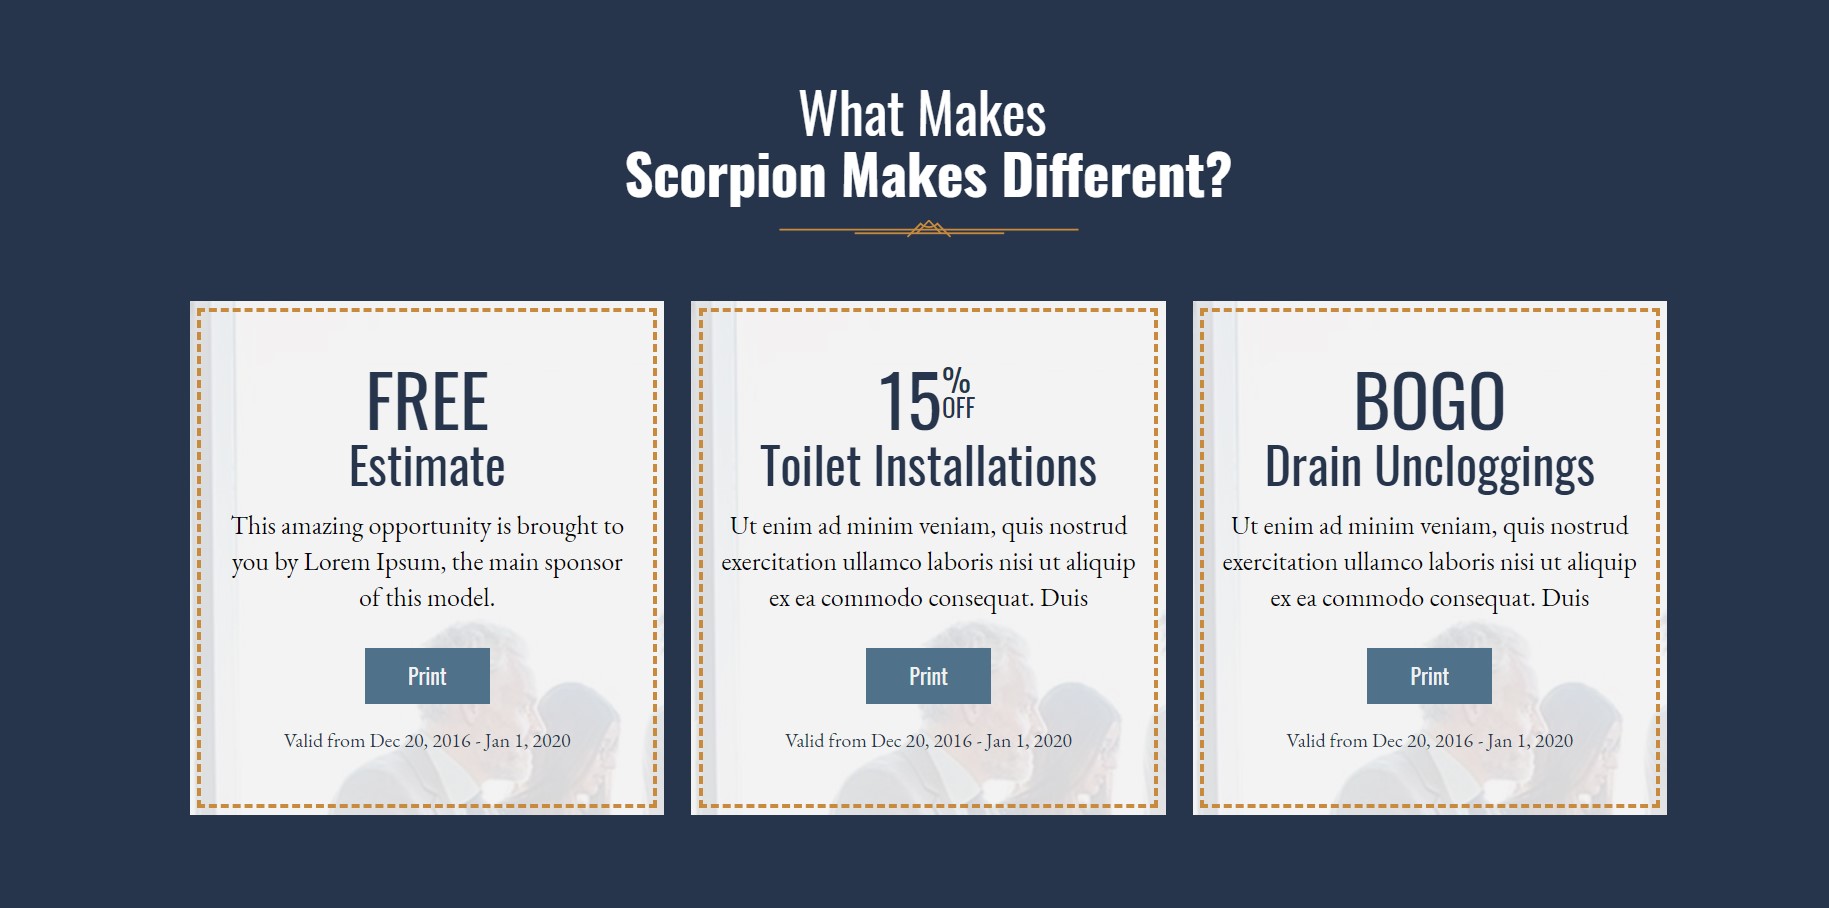 What Makes
Scorpion Makes Different?
FREE
Estimate
This amazing opportunity is brought to
you by Lorem Ipsum, the main sponsor
of this model.
Print
Valid from Dec 20, 2016 - Jan 1, 2020
15% OFF
Toilet Installations
Ut enim ad minim veniam, quis nostrud
exercitation ullamco laboris nisi ut aliquip
ex ea commodo consequat. Duis
Print
Valid from Dec 20, 2016 - Jan 1, 2020
BOGO
Drain Uncloggings
Ut enim ad minim veniam, quis nostrud
exercitation ullamco laboris nisi ut aliquip
ex ea commodo consequat. Duis
Print
Valid from Dec 20, 2016 - Jan 1, 2020